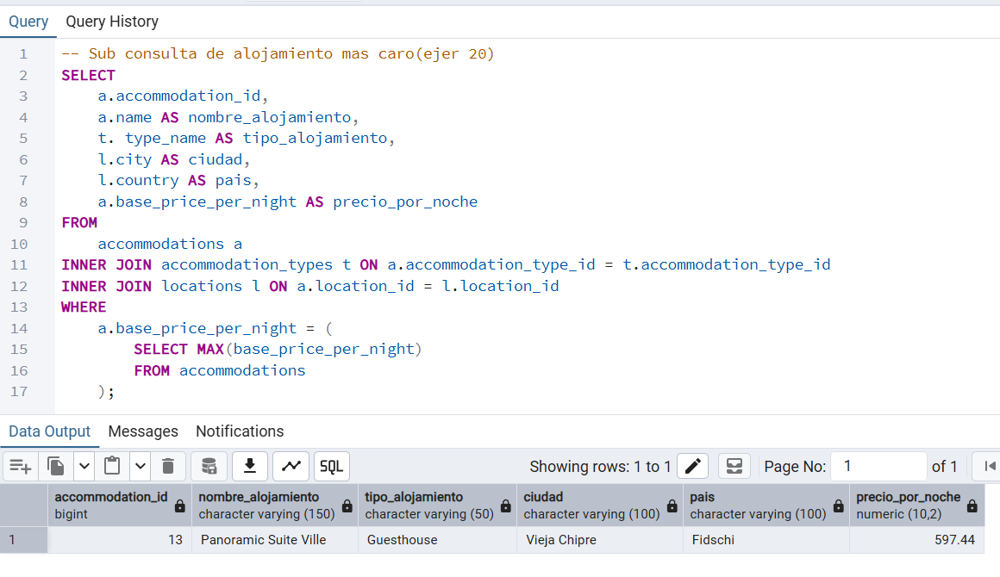 Query Query History
1 -- Sub consulta de alojamiento mas caro(ejer 20)
2 SELECT
3 a.accommodation_id,
4 a.name AS nombre_alojamiento,
5 t. type_name AS tipo_alojamiento,
6 l.city AS ciudad,
7 l.country AS pais,
8 a.base_price_per_night AS precio_por_noche
9 FROM
10 accommodations a
11 INNER JOIN accommodation_types t ON a.accommodation_type_id = t.accommodation_type_id
12 INNER JOIN locations l ON a.location_id = l.location_id
13 WHERE
14 a.base_price_per_night = (
15 SELECT MAX(base_price_per_night)
16 FROM accommodations
17 );
Data Output Messages Notifications
SQL Showing rows: 1 to 1 Page No: 1 of 1
accommodation_id nombre_alojamiento tipo_alojamiento ciudad pais precio_por_noche
bigint character varying (150) character varying (50) character varying (100) character varying (100) numeric (10,2)
1 13 Panoramic Suite Ville Guesthouse Vieja Chipre Fidschi 597.44